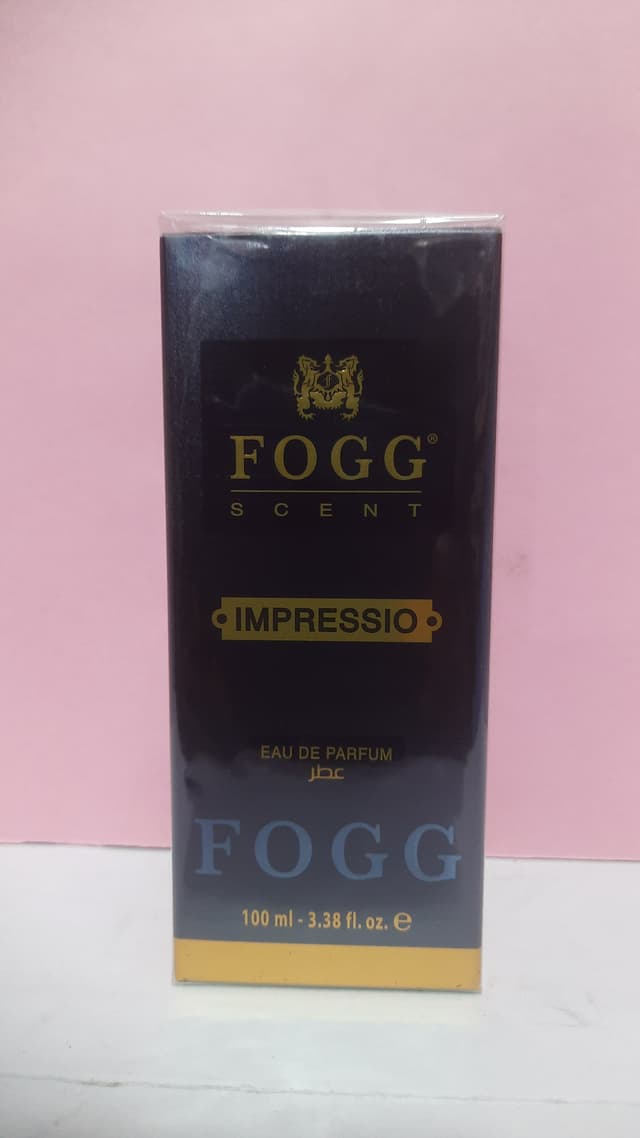 FOGG®
SCENT
IMPRESSIO
EAU DE PARFUM
عطر
FOGG
100 ml - 3.38 fl. oz. ℮